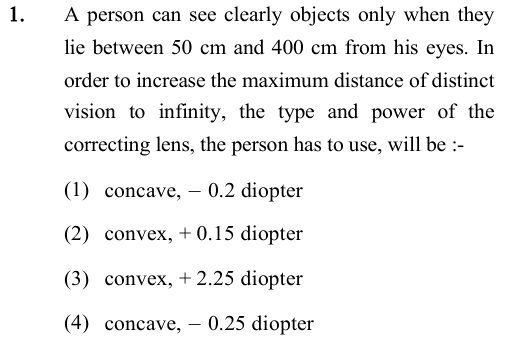 1. A person can see clearly objects only when they
lie between 50 cm and 400 cm from his eyes. In
order to increase the maximum distance of distinct
vision to infinity, the type and power of the
correcting lens, the person has to use, will be :-
(1) concave, – 0.2 diopter
(2) convex, + 0.15 diopter
(3) convex, + 2.25 diopter
(4) concave, – 0.25 diopter